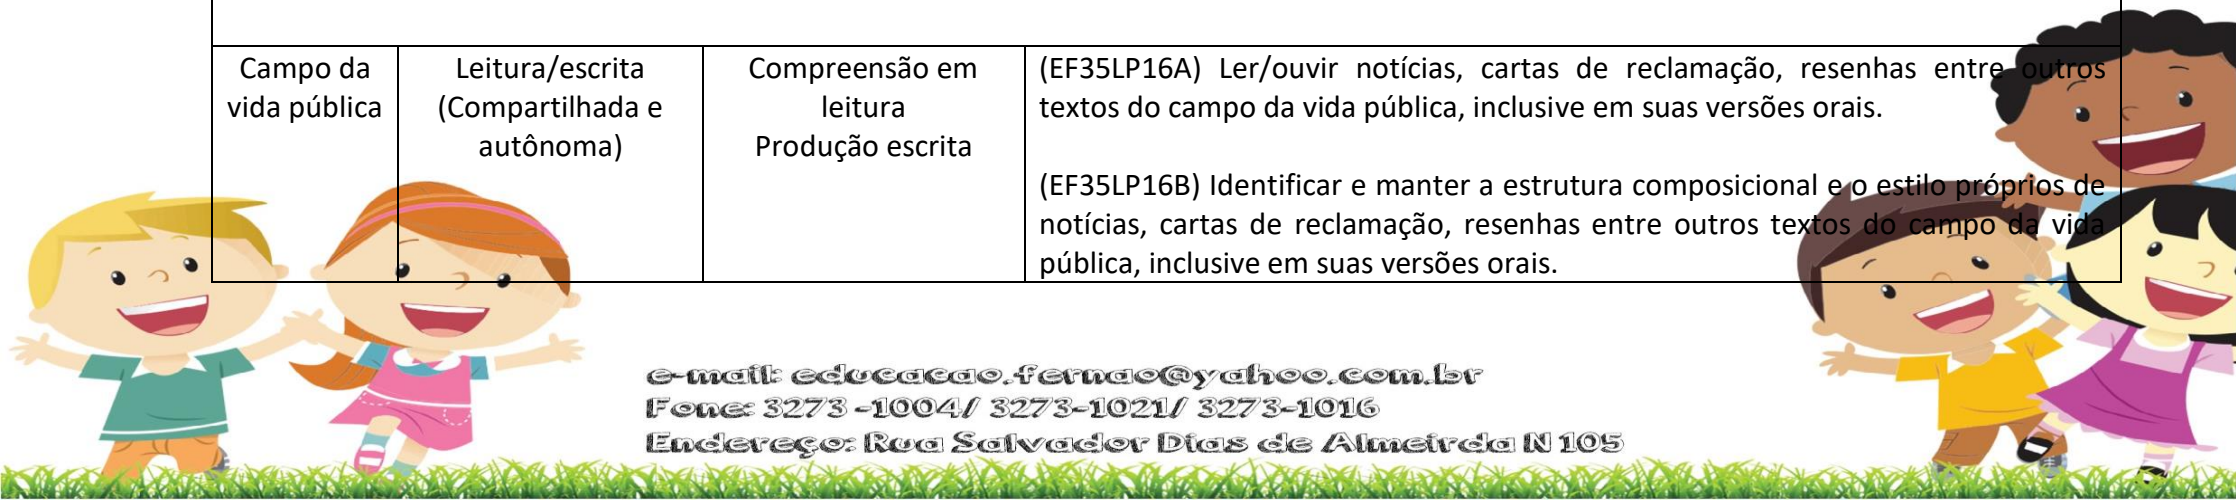 Campo da
vida pública
Leitura/escrita
(Compartilhada e
autônoma)
Compreensão em
leitura
Produção escrita
(EF35LP16A) Ler/ouvir notícias, cartas de reclamação, resenhas entre outros
textos do campo da vida pública, inclusive em suas versões orais.
(EF35LP16B) Identificar e manter a estrutura composicional e o estilo próprios de
notícias, cartas de reclamação, resenhas entre outros textos do campo da vida
pública, inclusive em suas versões orais.
e-mail: educacao.fernao@yahoo.com.br
Fone: 3273 -1004/ 3273-1021/ 3273-1016
Endereço: Rua Salvador Dias de Almeirda N 105